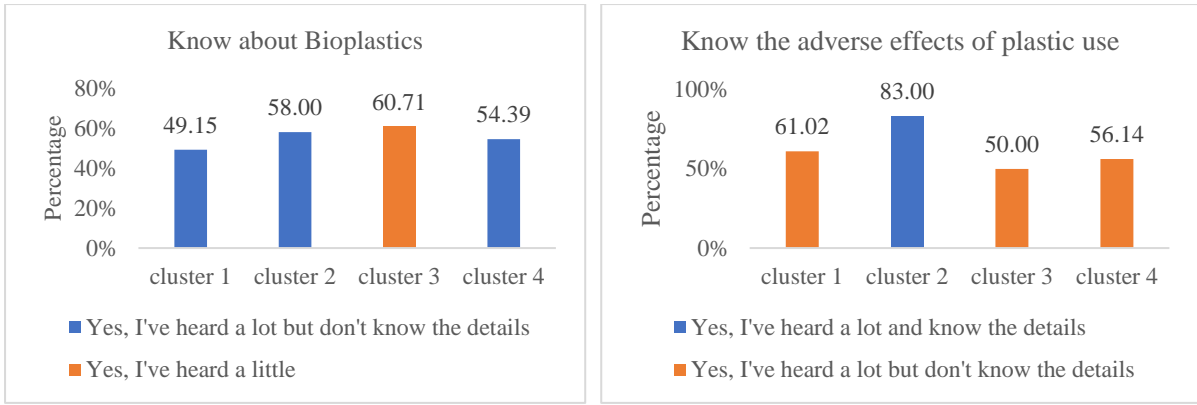 Know about Bioplastics
Percentage
80%
60%
40%
20%
0%
49.15
58.00
60.71
54.39
cluster 1 cluster 2 cluster 3 cluster 4
Yes, I've heard a lot but don't know the details
Yes, I've heard a little
Know the adverse effects of plastic use
Percentage
100%
50%
0%
61.02
83.00
50.00
56.14
cluster 1 cluster 2 cluster 3 cluster 4
Yes, I've heard a lot and know the details
Yes, I've heard a lot but don't know the details